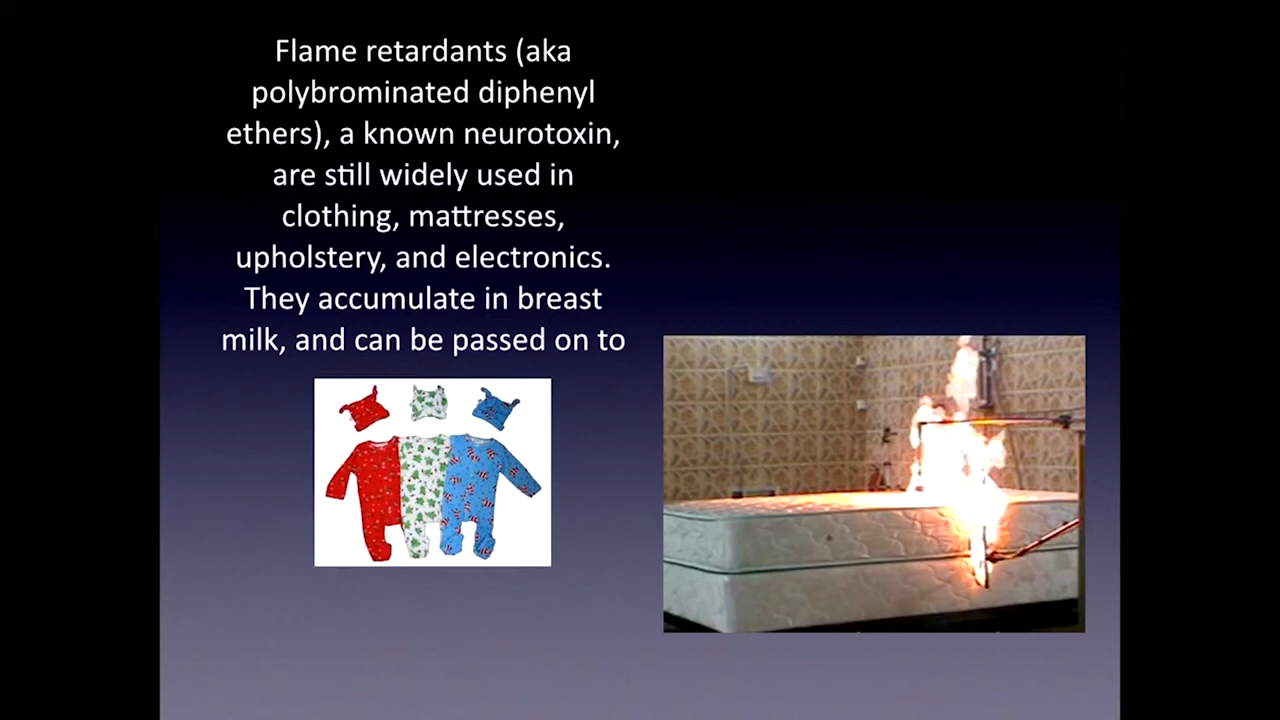 Flame retardants (aka
polybrominated diphenyl
ethers), a known neurotoxin,
are still widely used in
clothing, mattresses,
upholstery, and electronics.
They accumulate in breast
milk, and can be passed on to